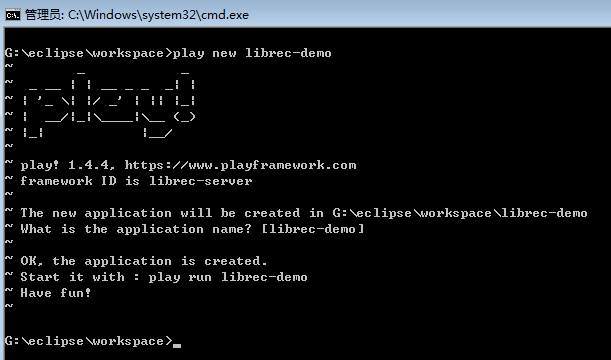 管理员: C:\Windows\system32\cmd.exe
G:\eclipse\workspace>play new librec-demo
~        _            _
~  _ __ | | __ _ _  _| |
~ | '_ \| |/ _' | || |_|
~ |  __/|_|\____|\__ (_)
~ |_|            |__/
~
~ play! 1.4.4, https://www.playframework.com
~ framework ID is librec-server
~
~ The new application will be created in G:\eclipse\workspace\librec-demo
~ What is the application name? [librec-demo]
~
~ OK, the application is created.
~ Start it with : play run librec-demo
~ Have fun!
~
G:\eclipse\workspace>_